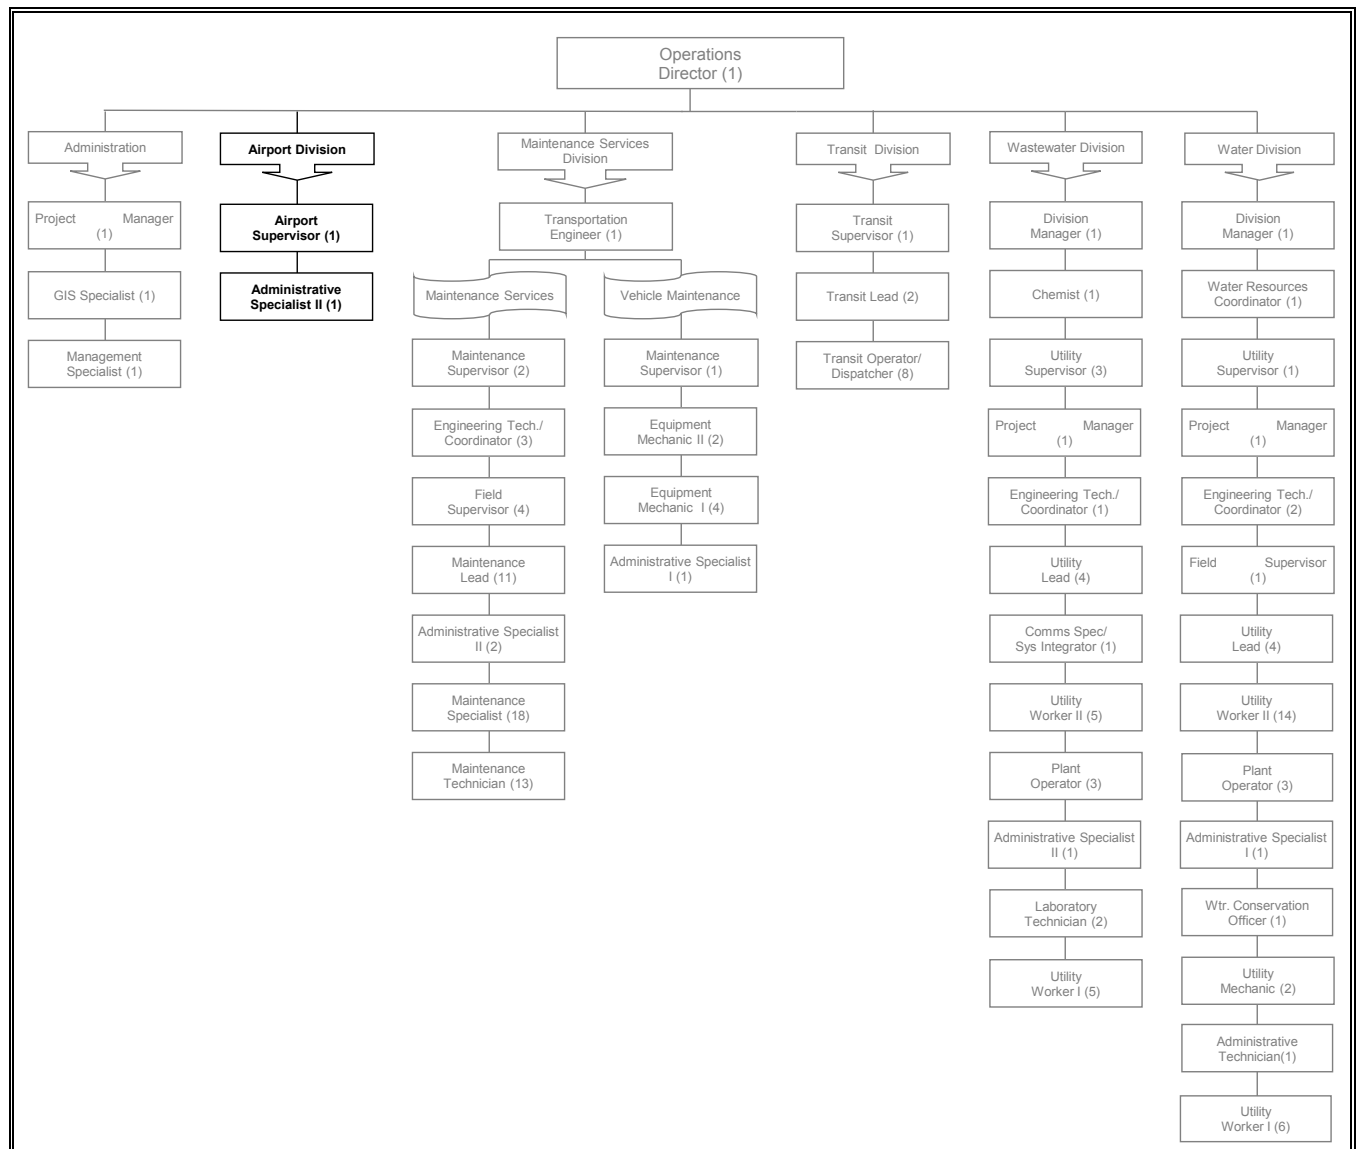 Operations
Director (1)
Administration
Project Manager
(1)
GIS Specialist (1)
Management
Specialist (1)
Airport Division
Airport
Supervisor (1)
Administrative
Specialist II (1)
Maintenance Services
Division
Transportation
Engineer (1)
Maintenance Services
Maintenance
Supervisor (2)
Engineering Tech./
Coordinator (3)
Field
Supervisor (4)
Maintenance
Lead (11)
Administrative Specialist
II (2)
Maintenance
Specialist (18)
Maintenance
Technician (13)
Vehicle Maintenance
Maintenance
Supervisor (1)
Equipment
Mechanic II (2)
Equipment
Mechanic I (4)
Administrative Specialist
I (1)
Transit Division
Transit
Supervisor (1)
Transit Lead (2)
Transit Operator/
Dispatcher (8)
Wastewater Division
Division
Manager (1)
Chemist (1)
Utility
Supervisor (3)
Project Manager
(1)
Engineering Tech./
Coordinator (1)
Utility
Lead (4)
Comms Spec/
Sys Integrator (1)
Utility
Worker II (5)
Plant
Operator (3)
Administrative Specialist
II (1)
Laboratory
Technician (2)
Utility
Worker I (5)
Water Division
Division
Manager (1)
Water Resources
Coordinator (1)
Utility
Supervisor (1)
Project Manager
(1)
Engineering Tech./
Coordinator (2)
Field Supervisor
(1)
Utility
Lead (4)
Utility
Worker II (14)
Plant
Operator (3)
Administrative Specialist
I (1)
Wtr. Conservation
Officer (1)
Utility
Mechanic (2)
Administrative
Technician(1)
Utility
Worker I (6)